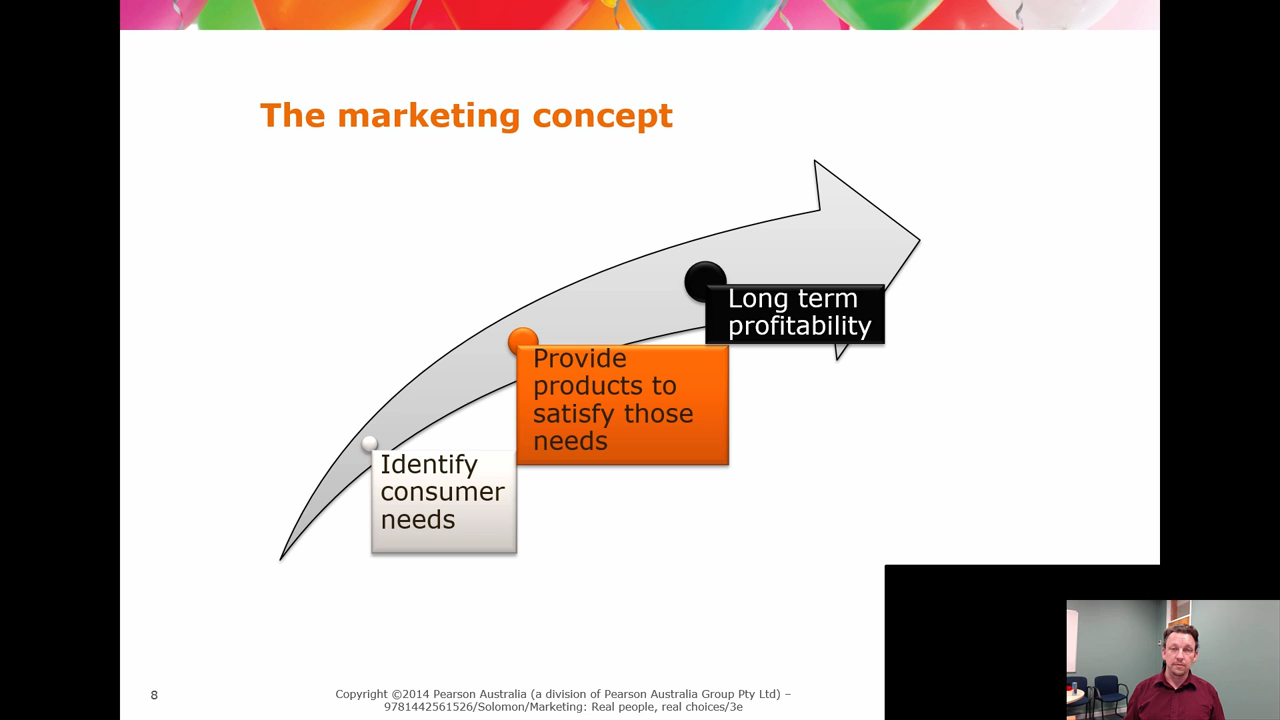 The marketing concept
Long term
profitability
Provide
products to
satisfy those
needs
Identify
consumer
needs
8
Copyright ©2014 Pearson Australia (a division of Pearson Australia Group Pty Ltd) –
9781442561526/Solomon/Marketing: Real people, real choices/3e